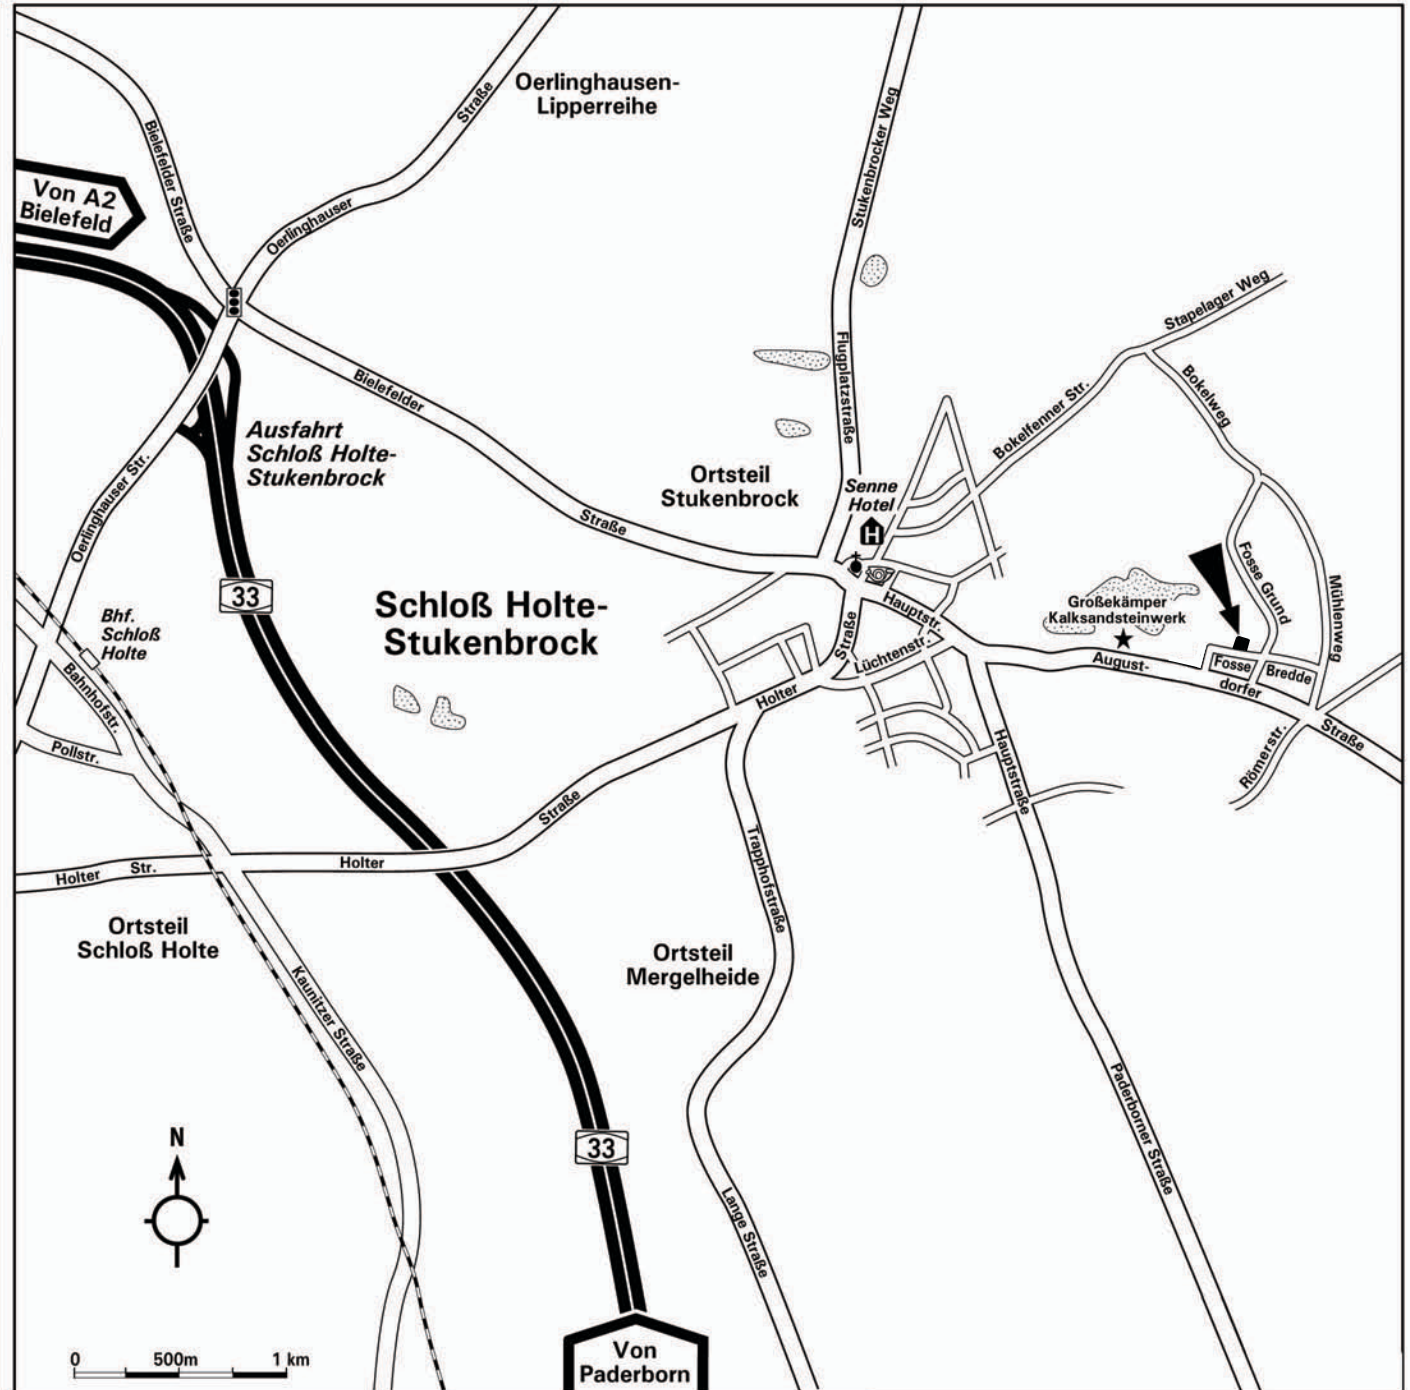 Oerlinghausen-
Lipperreihe
Straße
Stukenbrocker Weg
Bielefelder Straße
Von A2
Bielefeld
Oerlinghauser
Stapelager Weg
Flugplatzstraße
Bielefelder
Bokelweg
Bokelfenner Str.
Ausfahrt
Schloß Holte-
Stukenbrock
Ortsteil
Stukenbrock
Senne
Hotel
H
Oerlinghauser Str.
Straße
33
Schloß Holte-
Stukenbrock
Fosse Grund
Mühlenweg
Großekämper
Kalksandsteinwerk
Hauptstr.
Bhf.
Schloß
Holte
Straße
Lüchtenstr.
August-
Fosse
Bredde
dorfer
Straße
Bahnhofstr.
Holter
Pollstr.
Hauptstraße
Römerstr.
Straße
Trapphofstraße
Holter Str.
Holter
Ortsteil
Schloß Holte
Ortsteil
Mergelheide
Kaunitzer Straße
Paderborner Straße
N
33
Lange Straße
Von
Paderborn
0 500m 1 km